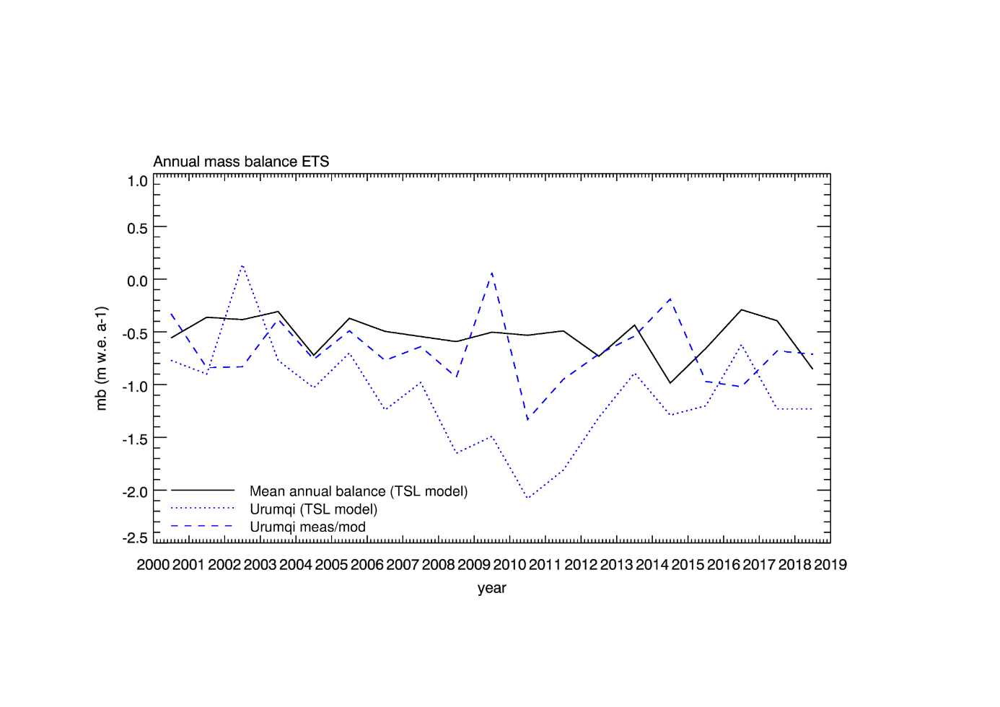 Annual mass balance ETS
1.0
0.5
0.0
-0.5
-1.0
-1.5
-2.0
-2.5
mb (m w.e. a-1)
Mean annual balance (TSL model)
Urumqi (TSL model)
Urumqi meas/mod
2000 2001 2002 2003 2004 2005 2006 2007 2008 2009 2010 2011 2012 2013 2014 2015 2016 2017 2018 2019
year